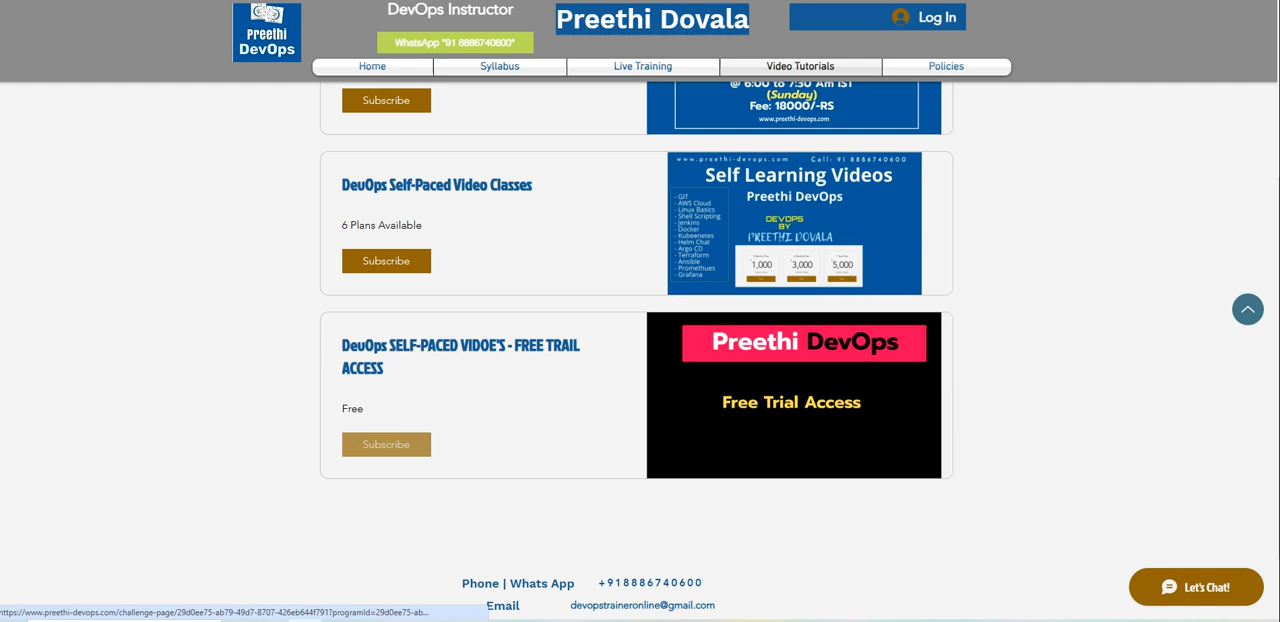 DevOps Instructor
Preethi Dovala
Log In
Preethi
DevOps
WhatsApp "91 8886740600"
Home
Syllabus
Live Training
Video Tutorials
Policies
@ 6:00 to 7:30 Am IST
(Sunday)
Fee: 18000/-RS
www.preethi-devops.com
Subscribe
DevOps Self-Paced Video Classes
6 Plans Available
Subscribe
www.preethi-devops.com Call: 91 8886740600
Self Learning Videos
Preethi DevOps
- GIT
- AWS Cloud
- Linux Basics
- Shell Scripting
- Jenkins
- Docker
- Kubeenetes
- Helm Chat
- Argo CD
- Terraform
- Ansible
- Promethues
- Grafana
DEVOPS
BY
PREETHI DOVALA
1,000
3,000
5,000
DevOps SELF-PACED VIDOE'S - FREE TRAIL
ACCESS
Free
Subscribe
Preethi DevOps
Free Trial Access
Phone | Whats App +918886740600
Email devopstraineronline@gmail.com
Let's Chat!
https://www.preethi-devops.com/challenge-page/29d0ee75-ab79-49d7-8707-426eb644f791?programId=29d0ee75-ab...